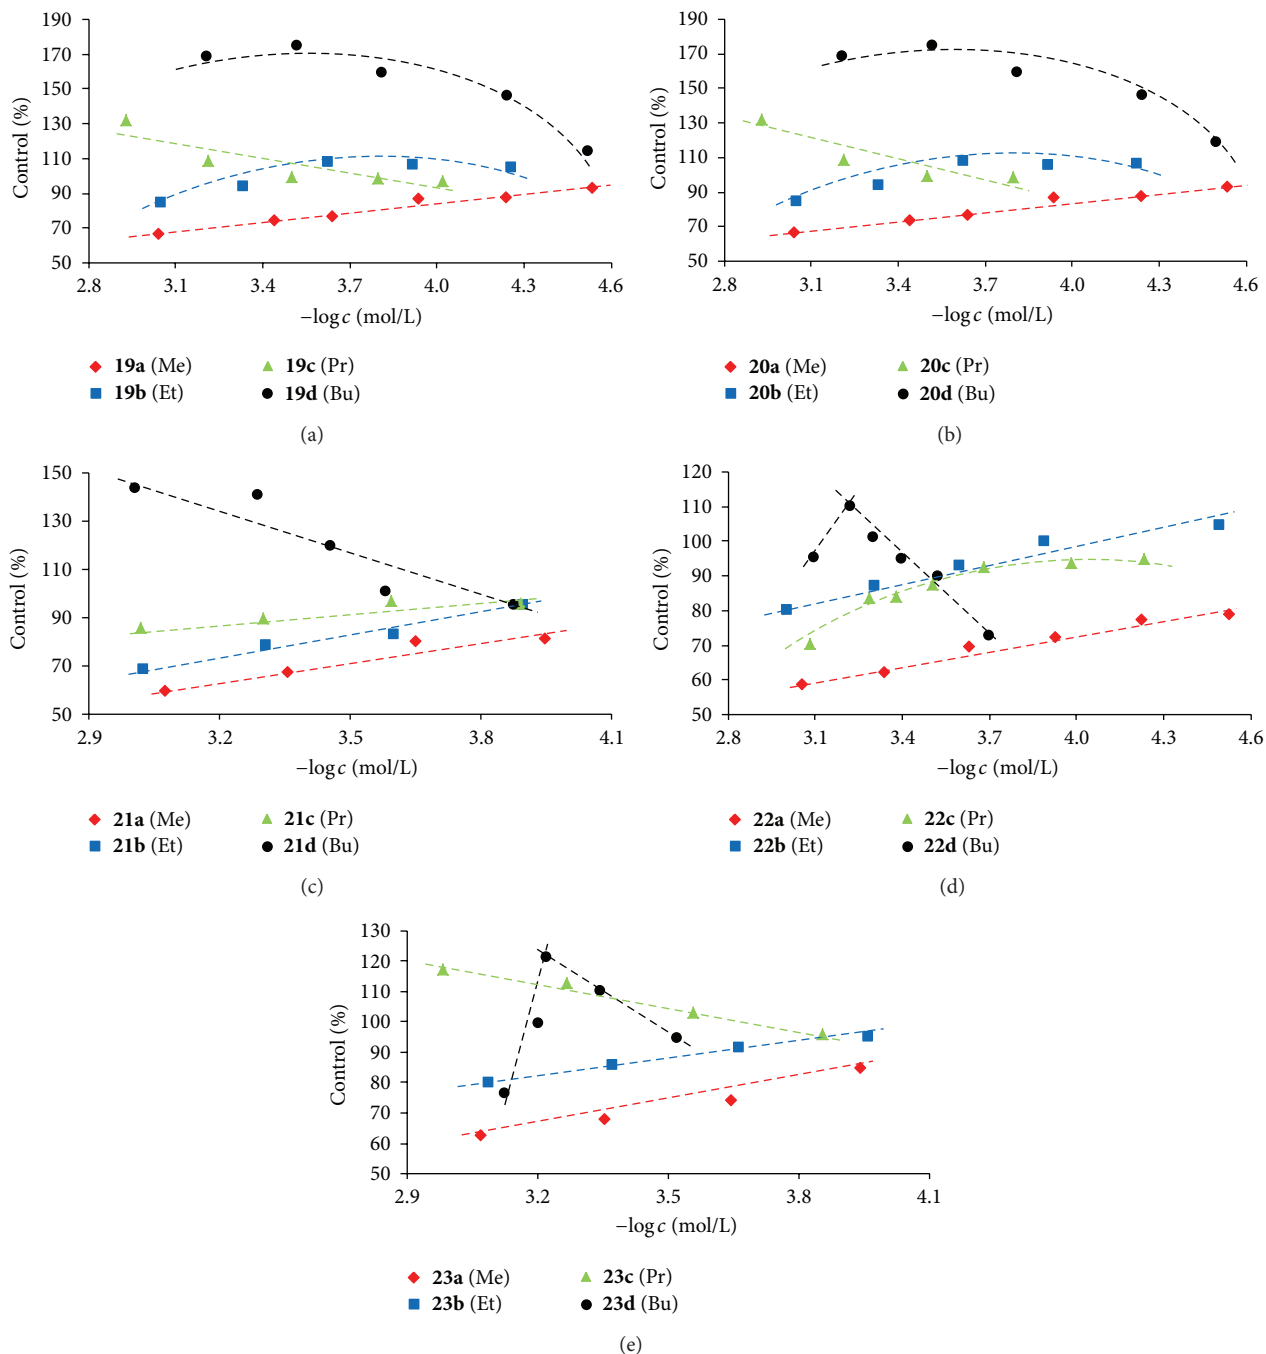 190
170
150
130
110
90
70
50
Control (%)
2.8 3.1 3.4 3.7 4.0 4.3 4.6
−log c (mol/L)
19a (Me) 19c (Pr)
19b (Et) 19d (Bu)
(a)
190
170
150
130
110
90
70
50
Control (%)
2.8 3.1 3.4 3.7 4.0 4.3 4.6
−log c (mol/L)
20a (Me) 20c (Pr)
20b (Et) 20d (Bu)
(b)
150
130
110
90
70
50
Control (%)
2.9 3.2 3.5 3.8 4.1
−log c (mol/L)
21a (Me) 21c (Pr)
21b (Et) 21d (Bu)
(c)
120
110
100
90
80
70
60
50
Control (%)
2.8 3.1 3.4 3.7 4.0 4.3 4.6
−log c (mol/L)
22a (Me) 22c (Pr)
22b (Et) 22d (Bu)
(d)
130
120
110
100
90
80
70
60
50
Control (%)
2.9 3.2 3.5 3.8 4.1
−log c (mol/L)
23a (Me) 23c (Pr)
23b (Et) 23d (Bu)
(e)